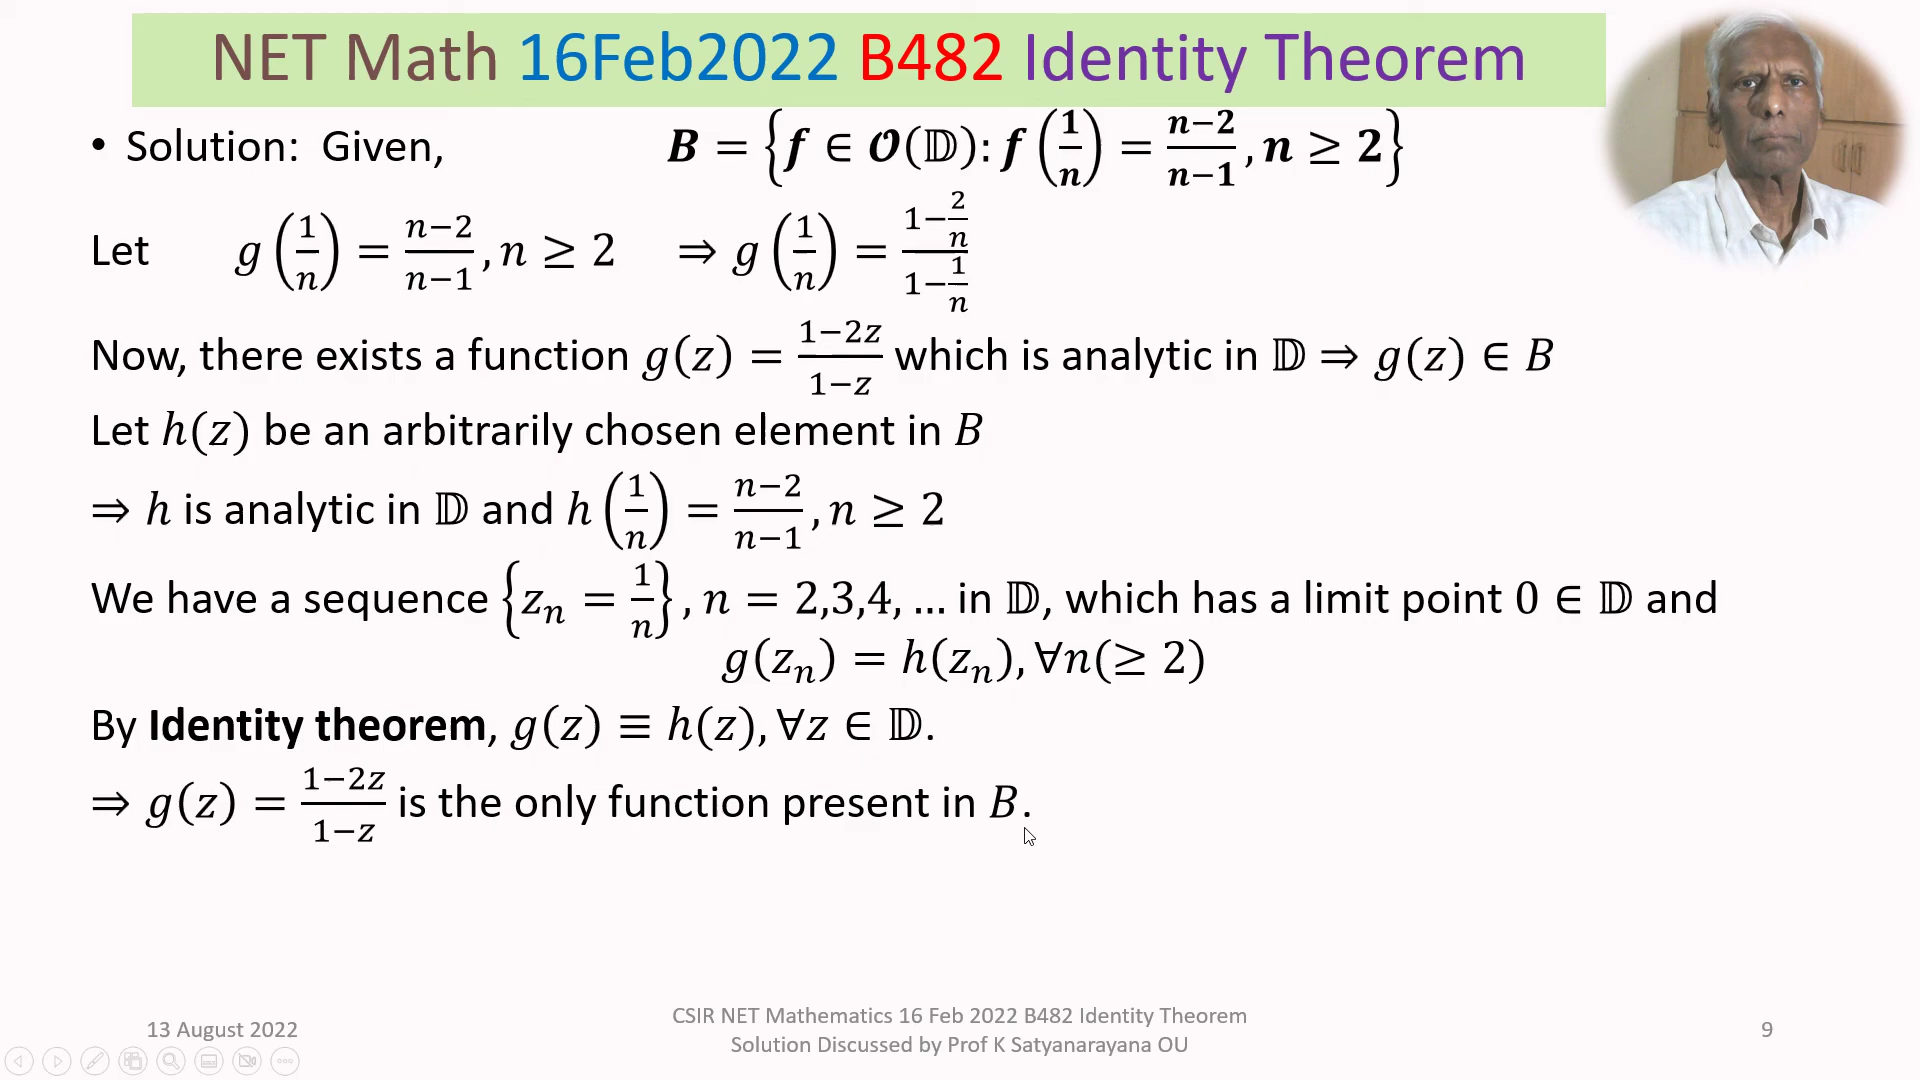 NET Math 16Feb2022 B482 Identity Theorem
• Solution: Given, 𝑩 = {𝒇 ∈ 𝓞(𝔻): 𝒇(𝟏/𝒏) = (𝒏−𝟐)/(𝒏−𝟏), 𝒏 ≥ 𝟐}
Let g(1/n) = (n−2)/(n−1), n ≥ 2 ⇒ g(1/n) = (1−2/n)/(1−1/n)
Now, there exists a function g(z) = (1−2z)/(1−z) which is analytic in 𝔻 ⇒ g(z) ∈ B
Let h(z) be an arbitrarily chosen element in B
⇒ h is analytic in 𝔻 and h(1/n) = (n−2)/(n−1), n ≥ 2
We have a sequence {zₙ = 1/n}, n = 2,3,4, … in 𝔻, which has a limit point 0 ∈ 𝔻 and
g(zₙ) = h(zₙ), ∀n(≥ 2)
By Identity theorem, g(z) ≡ h(z), ∀z ∈ 𝔻.
⇒ g(z) = (1−2z)/(1−z) is the only function present in B.
13 August 2022
CSIR NET Mathematics 16 Feb 2022 B482 Identity Theorem
Solution Discussed by Prof K Satyanarayana OU
9